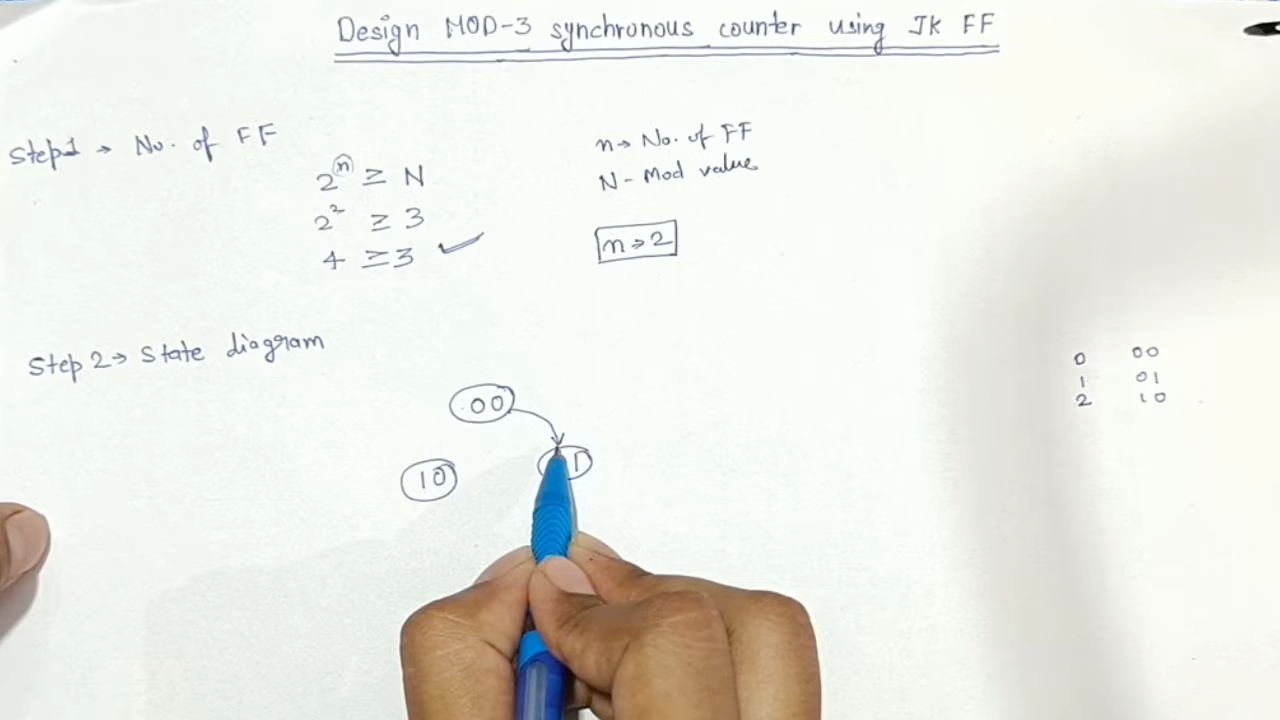 Design MOD-3 synchronous counter using JK FF
Step1 → No. of FF
2^n ≥ N
2^2 ≥ 3
4 ≥ 3 ✓
n → No. of FF
N - Mod value
n → 2
Step 2 → State diagram
00
10
1
0 00
1 01
2 10